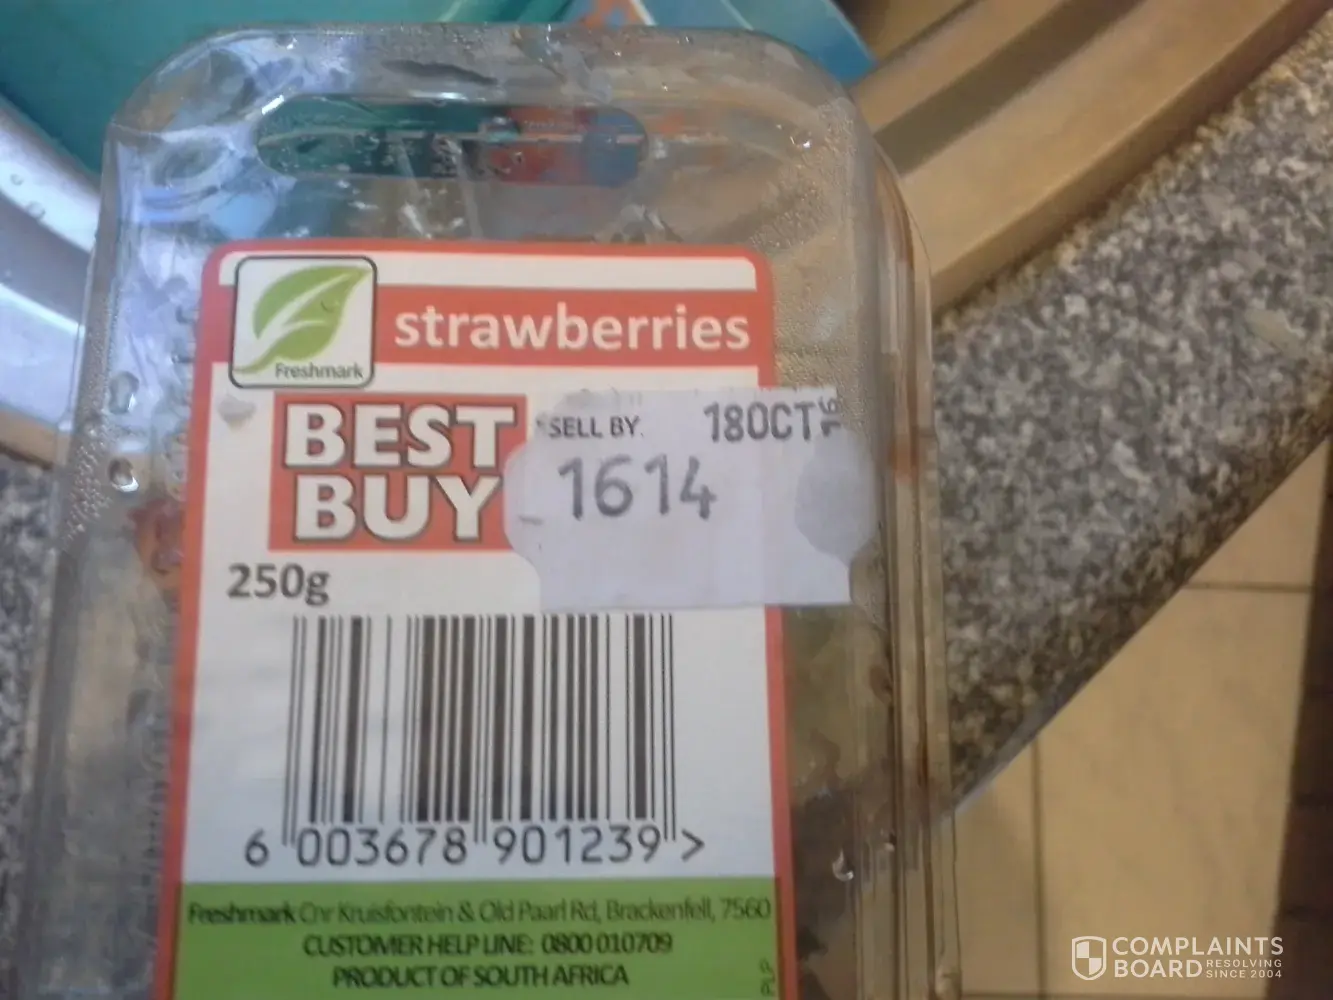 strawberries
Freshmark
BEST
BUY
SELL BY. 18OCT
1614
250g
6 003678 901239 >
Freshmark Cnr Kruisfontein & Old Paarl Rd, Brackenfell, 7560
CUSTOMER HELP LINE: 0800 010709
PRODUCT OF SOUTH AFRICA
COMPLAINTS
BOARD RESOLVING
SINCE 2004